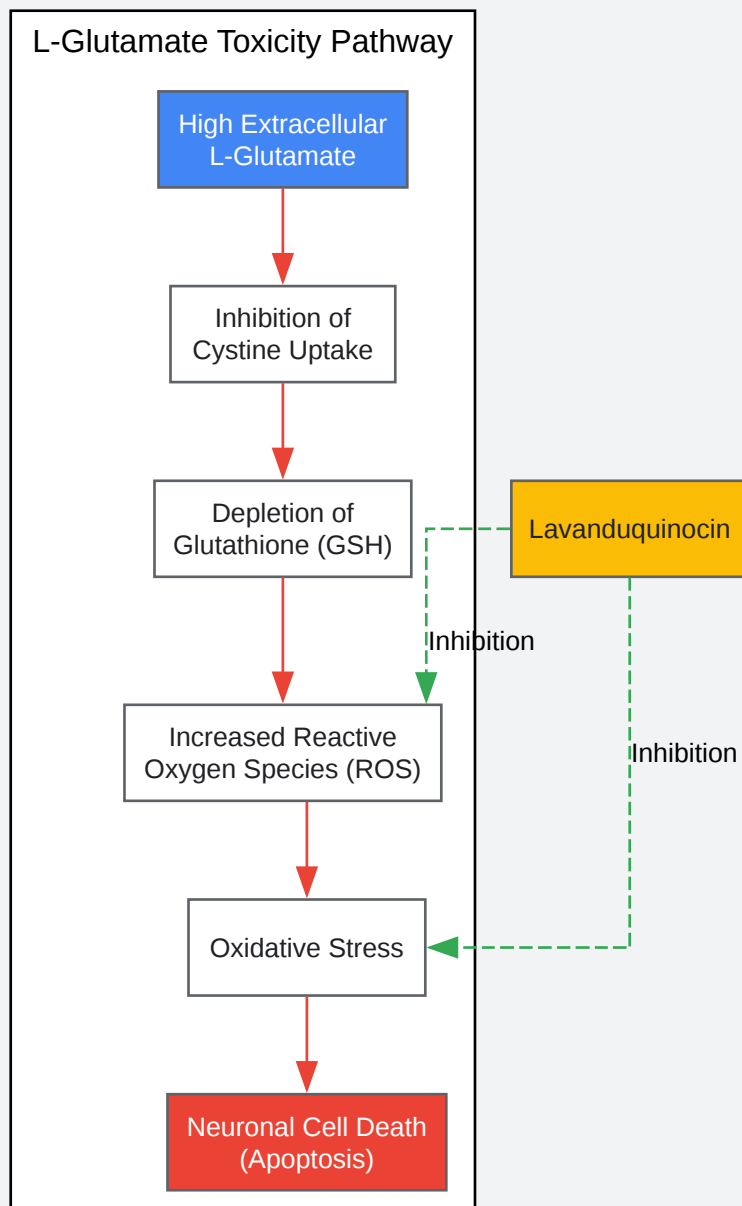 L-Glutamate Toxicity Pathway
High Extracellular
L-Glutamate
Inhibition of
Cystine Uptake
Depletion of
Glutathione (GSH)
Lavanduquinocin
Inhibition
Increased Reactive
Oxygen Species (ROS)
Inhibition
Oxidative Stress
Neuronal Cell Death
(Apoptosis)